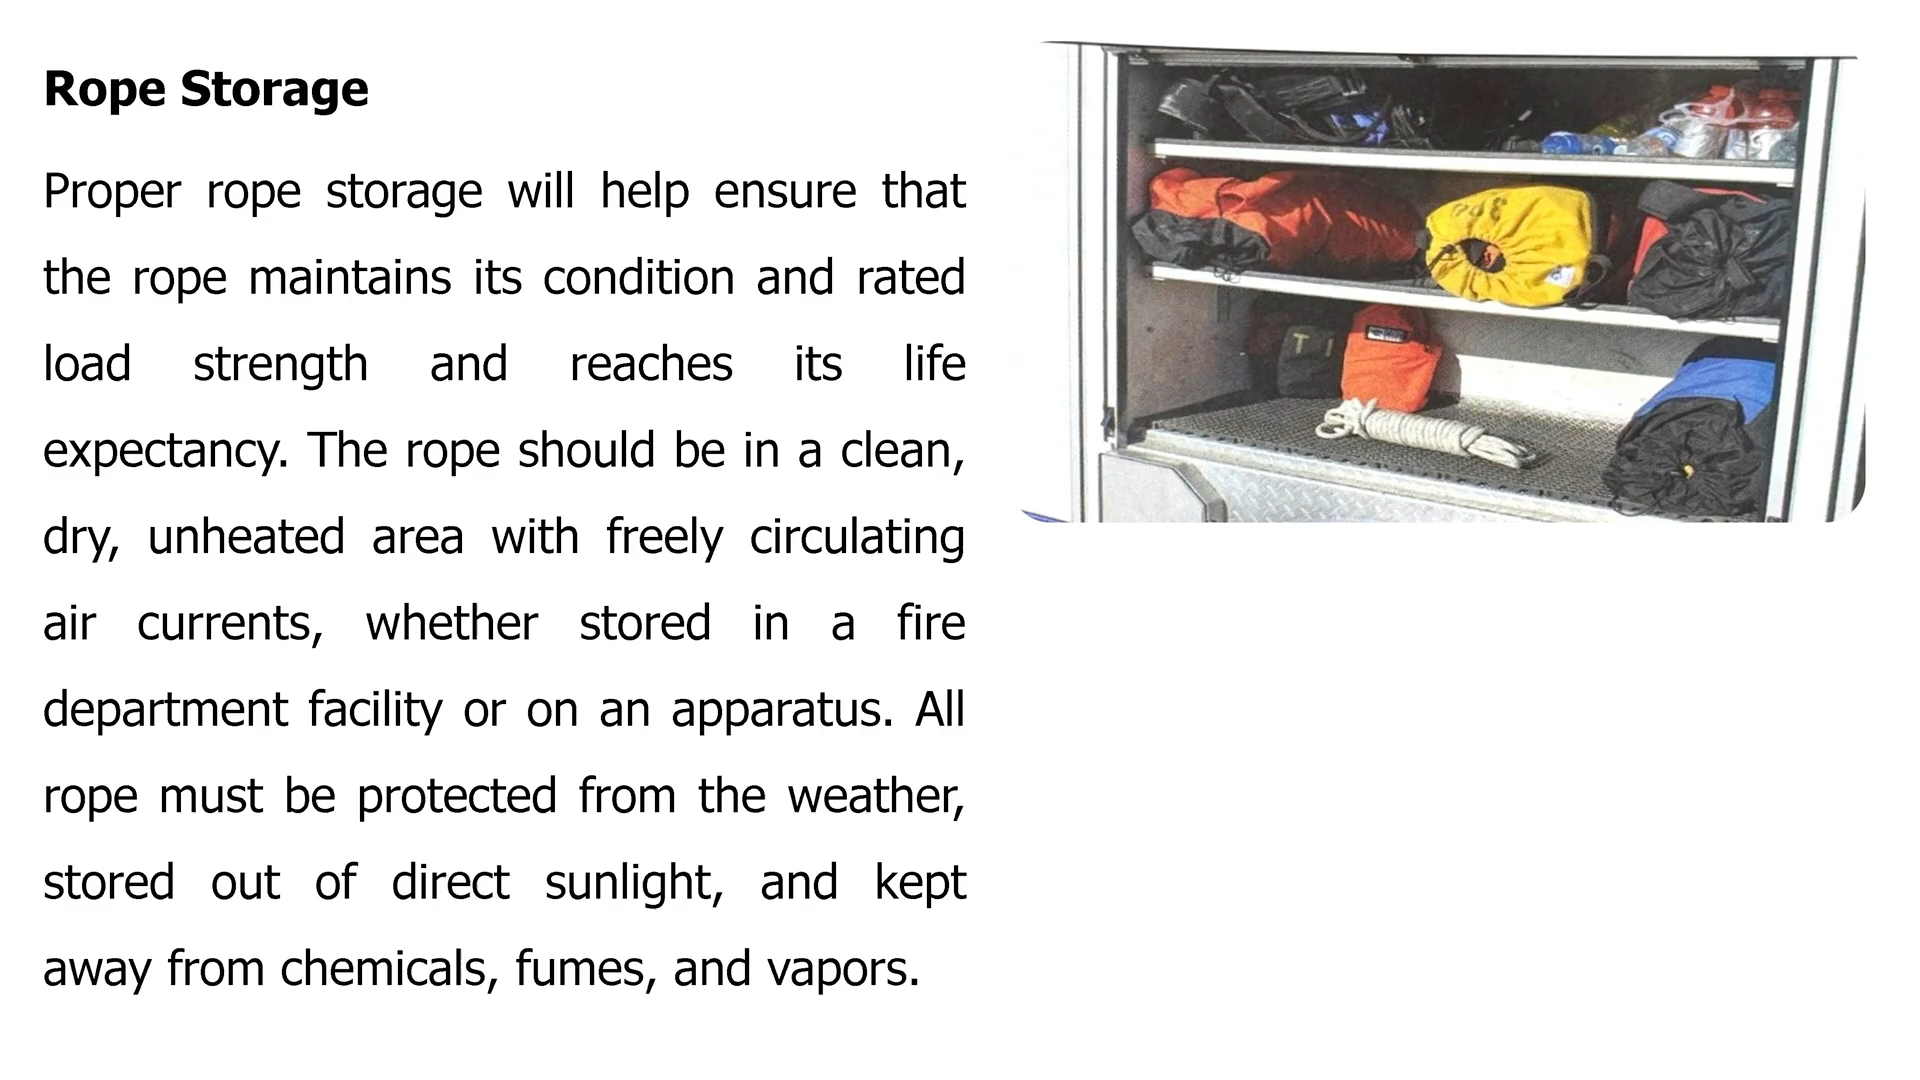 Rope Storage
Proper rope storage will help ensure that
the rope maintains its condition and rated
load strength and reaches its life
expectancy. The rope should be in a clean,
dry, unheated area with freely circulating
air currents, whether stored in a fire
department facility or on an apparatus. All
rope must be protected from the weather,
stored out of direct sunlight, and kept
away from chemicals, fumes, and vapors.